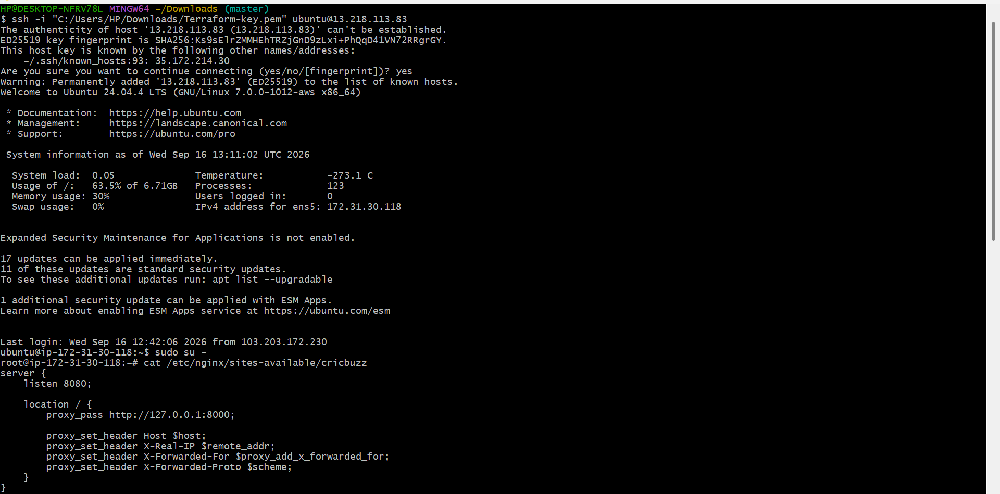 HP@DESKTOP-NFRV78L MINGW64 ~/Downloads (master)
$ ssh -i "C:/Users/HP/Downloads/Terraform-key.pem" ubuntu@13.218.113.83
The authenticity of host '13.218.113.83 (13.218.113.83)' can't be established.
ED25519 key fingerprint is SHA256:Ks9sElrZMMHEhTRZjGnD9zLxi+PhQqD41VN72RRgrGY.
This host key is known by the following other names/addresses:
    ~/.ssh/known_hosts:93: 35.172.214.30
Are you sure you want to continue connecting (yes/no/[fingerprint])? yes
Warning: Permanently added '13.218.113.83' (ED25519) to the list of known hosts.
Welcome to Ubuntu 24.04.4 LTS (GNU/Linux 7.0.0-1012-aws x86_64)
 * Documentation:  https://help.ubuntu.com
 * Management:     https://landscape.canonical.com
 * Support:        https://ubuntu.com/pro
 System information as of Wed Sep 16 13:11:02 UTC 2026
  System load:  0.05              Temperature:           -273.1 C
  Usage of /:   63.5% of 6.71GB   Processes:             123
  Memory usage: 30%               Users logged in:       0
  Swap usage:   0%                IPv4 address for ens5: 172.31.30.118
Expanded Security Maintenance for Applications is not enabled.
17 updates can be applied immediately.
11 of these updates are standard security updates.
To see these additional updates run: apt list --upgradable
1 additional security update can be applied with ESM Apps.
Learn more about enabling ESM Apps service at https://ubuntu.com/esm
Last login: Wed Sep 16 12:42:06 2026 from 103.203.172.230
ubuntu@ip-172-31-30-118:~$ sudo su -
root@ip-172-31-30-118:~# cat /etc/nginx/sites-available/cricbuzz
server {
    listen 8080;
    location / {
        proxy_pass http://127.0.0.1:8000;
        proxy_set_header Host $host;
        proxy_set_header X-Real-IP $remote_addr;
        proxy_set_header X-Forwarded-For $proxy_add_x_forwarded_for;
        proxy_set_header X-Forwarded-Proto $scheme;
    }
}